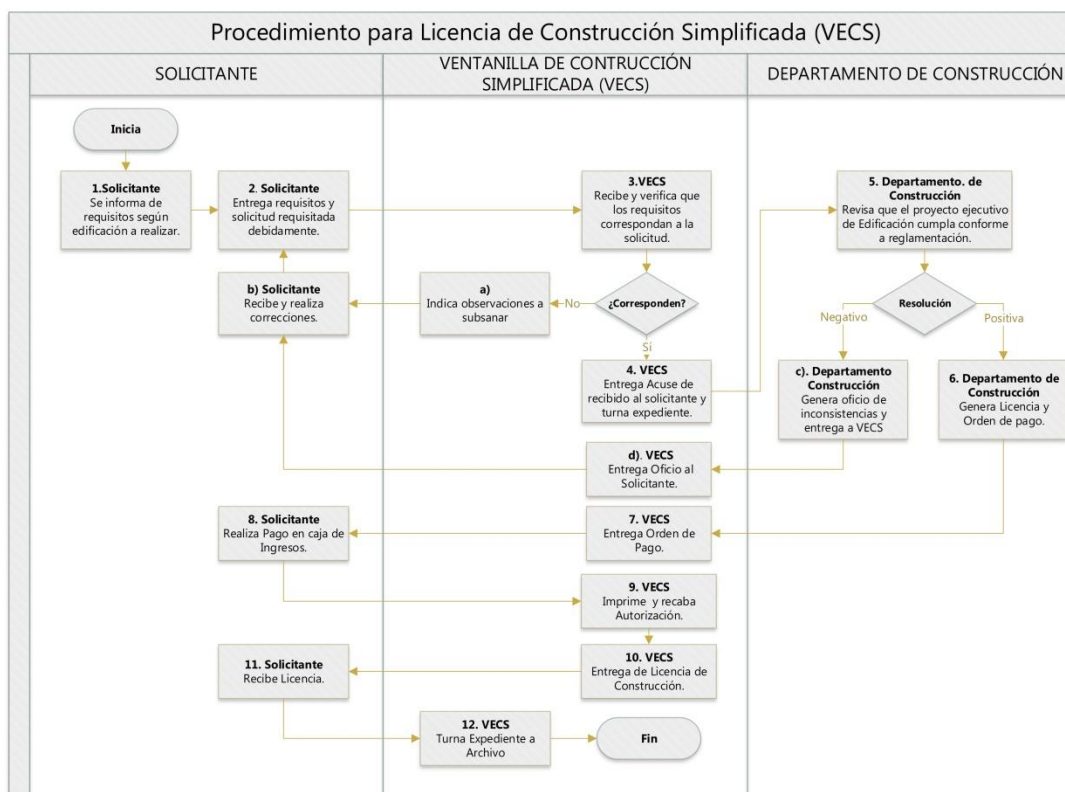 Procedimiento para Licencia de Construcción Simplificada (VECS)
SOLICITANTE
VENTANILLA DE CONTRUCCIÓN
SIMPLIFICADA (VECS)
DEPARTAMENTO DE CONSTRUCCIÓN
Inicia
1.Solicitante
Se informa de
requisitos según
edificación a realizar.
2. Solicitante
Entrega requisitos y
solicitud requisitada
debidamente.
3.VECS
Recibe y verifica que
los requisitos
correspondan a la
solicitud.
5. Departamento. de
Construcción
Revisa que el proyecto ejecutivo
de Edificación cumpla conforme
a reglamentación.
b) Solicitante
Recibe y realiza
correcciones.
a)
Indica observaciones a
subsanar
No
¿Corresponden?
Si
Resolución
Negativo
Positiva
4. VECS
Entrega Acuse de
recibido al solicitante y
turna expediente.
c). Departamento
Construcción
Genera oficio de
inconsistencias y
entrega a VECS
6. Departamento de
Construcción
Genera Licencia y
Orden de pago.
d). VECS
Entrega Oficio al
Solicitante.
8. Solicitante
Realiza Pago en caja de
Ingresos.
7. VECS
Entrega Orden de
Pago.
9. VECS
Imprime y recaba
Autorización.
11. Solicitante
Recibe Licencia.
10. VECS
Entrega de Licencia de
Construcción.
12. VECS
Turna Expediente a
Archivo
Fin